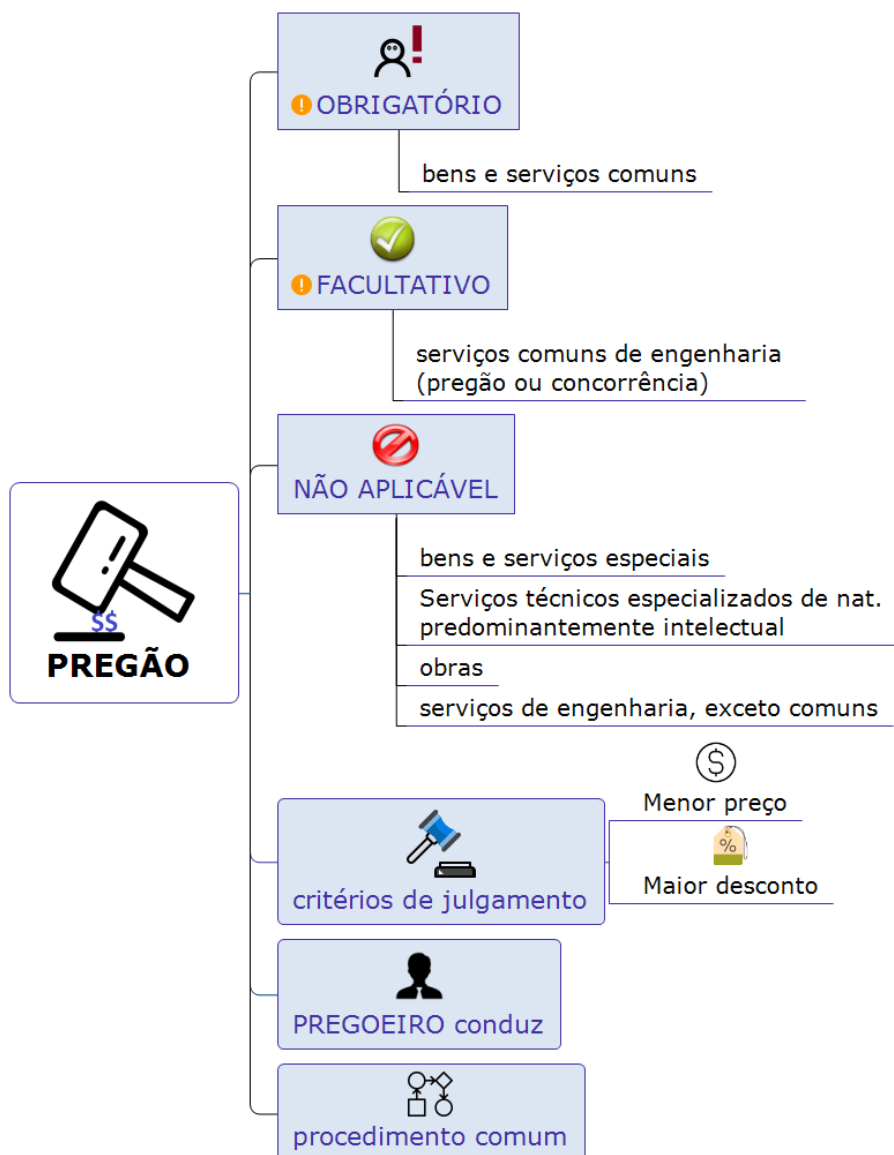 OBRIGATÓRIO
bens e serviços comuns
FACULTATIVO
serviços comuns de engenharia
(pregão ou concorrência)
NÃO APLICÁVEL
bens e serviços especiais
Serviços técnicos especializados de nat.
predominantemente intelectual
obras
serviços de engenharia, exceto comuns
$$
PREGÃO
$
Menor preço
%
Maior desconto
critérios de julgamento
PREGOEIRO conduz
procedimento comum